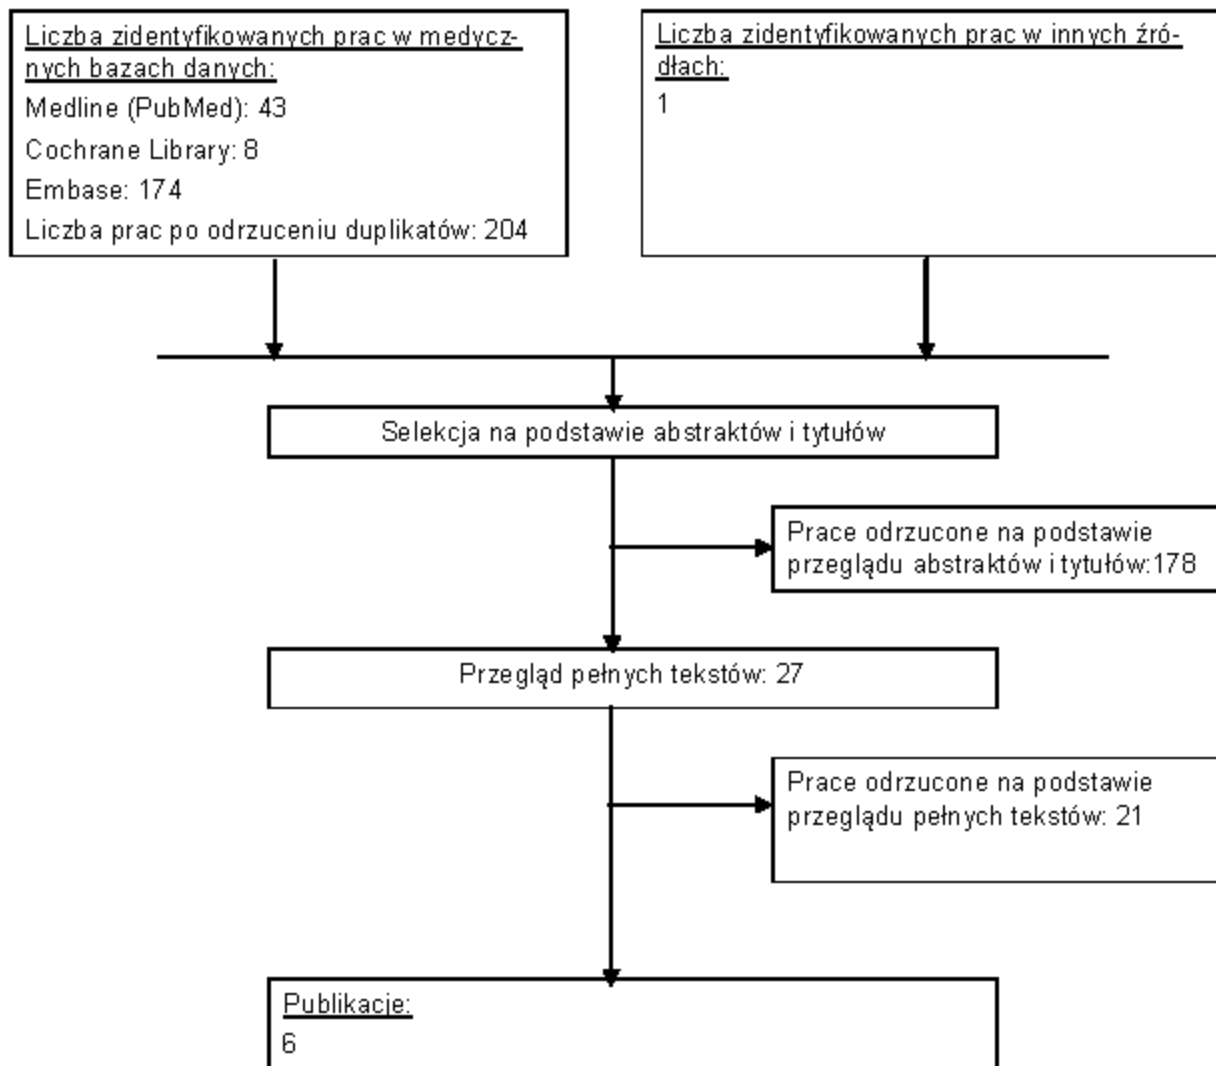 Liczba zidentyfikowanych prac w medycz-
nych bazach danych:
Medline (PubMed): 43
Cochrane Library: 8
Embase: 174
Liczba prac po odrzuceniu duplikatów: 204
Liczba zidentyfikowanych prac w innych źró-
dłach:
1
Selekcja na podstawie abstraktów i tytułów
Prace odrzucone na podstawie
przeglądu abstraktów i tytułów:178
Przegląd pełnych tekstów: 27
Prace odrzucone na podstawie
przeglądu pełnych tekstów: 21
Publikacje:
6